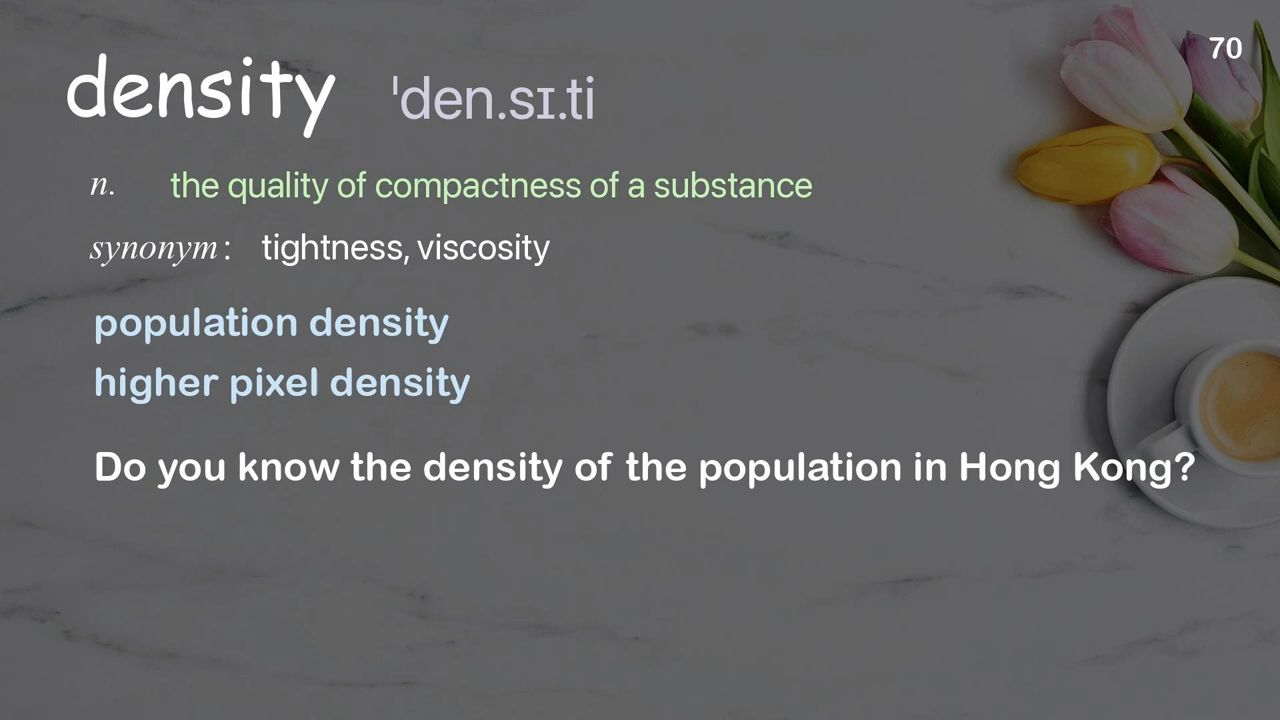 70
density ˈden.sɪ.ti
n. the quality of compactness of a substance
synonym: tightness, viscosity
population density
higher pixel density
Do you know the density of the population in Hong Kong?